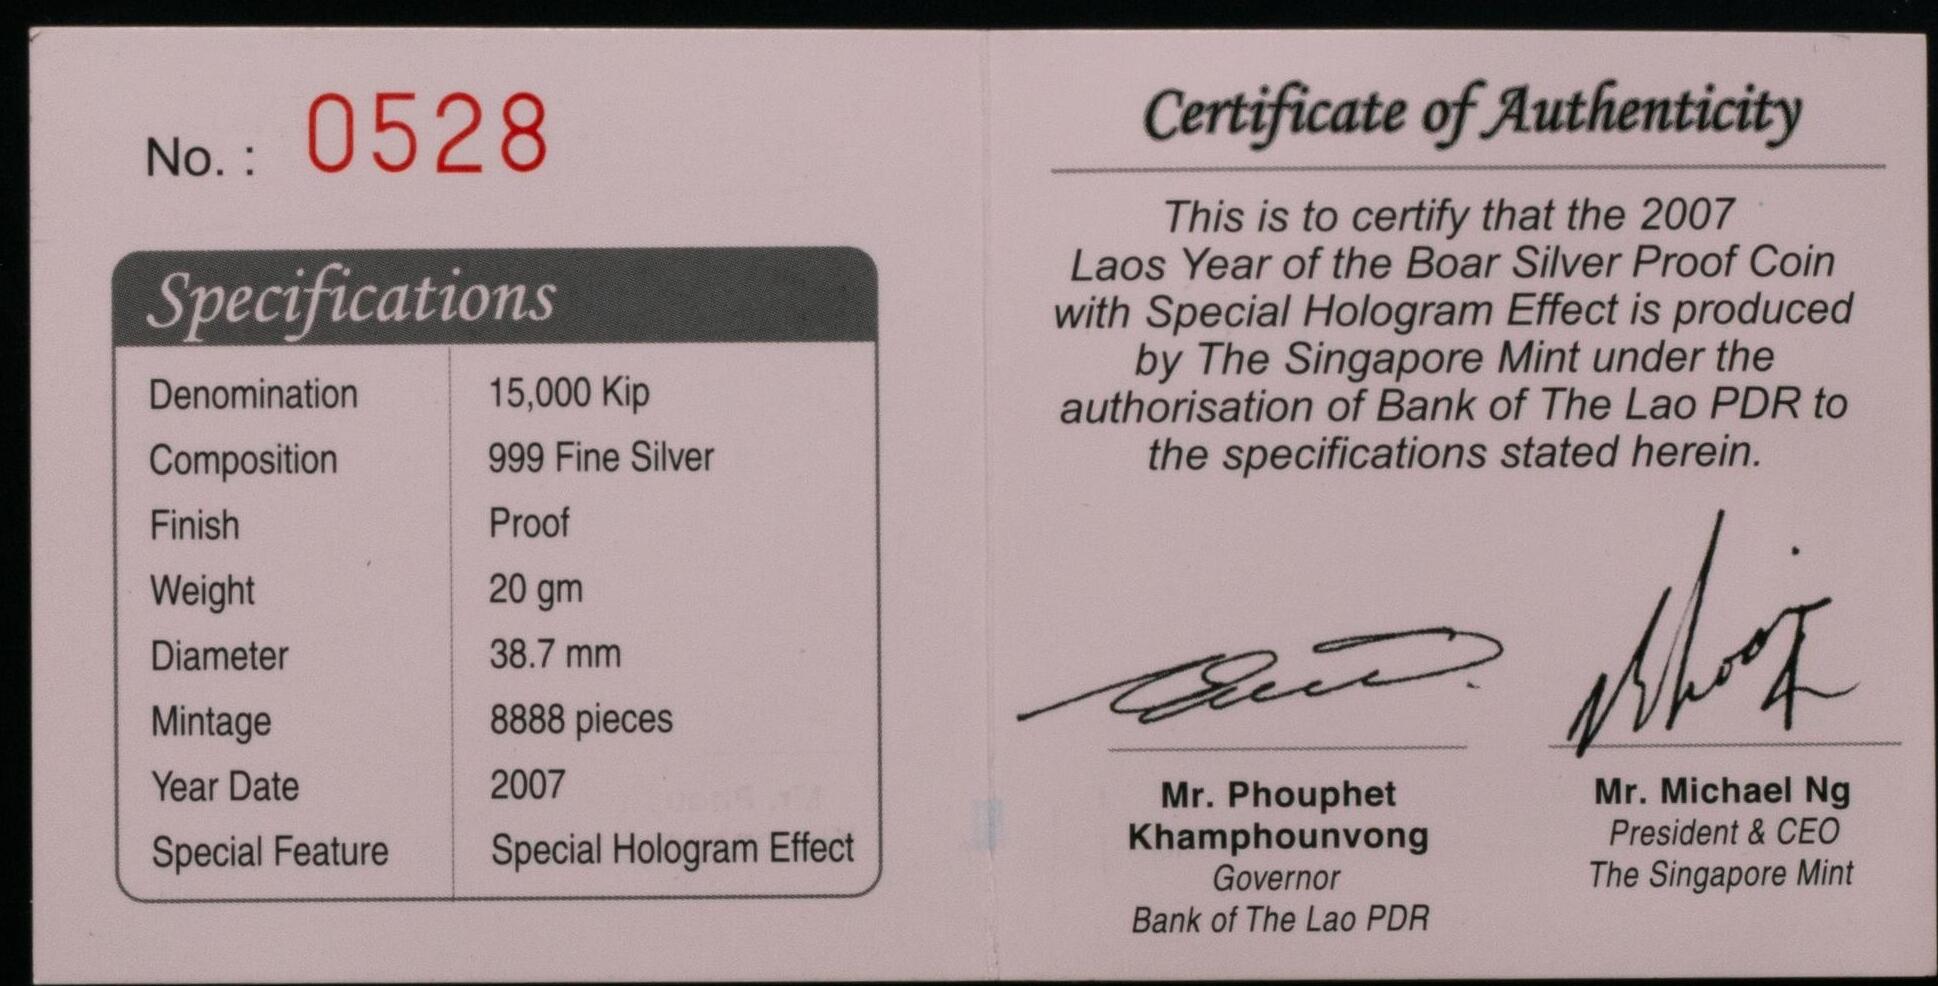 No. : 0528
Specifications
Denomination 15,000 Kip
Composition 999 Fine Silver
Finish Proof
Weight 20 gm
Diameter 38.7 mm
Mintage 8888 pieces
Year Date 2007
Special Feature Special Hologram Effect
Certificate of Authenticity
This is to certify that the 2007
Laos Year of the Boar Silver Proof Coin
with Special Hologram Effect is produced
by The Singapore Mint under the
authorisation of Bank of The Lao PDR to
the specifications stated herein.
Mr. Phouphet
Khamphounvong
Governor
Bank of The Lao PDR
Mr. Michael Ng
President & CEO
The Singapore Mint